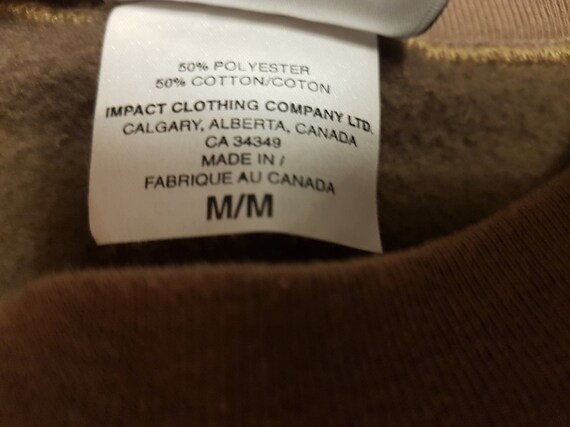 50% POLYESTER
50% COTTON/COTON
IMPACT CLOTHING COMPANY LTD.
CALGARY, ALBERTA, CANADA
CA 34349
MADE IN /
FABRIQUE AU CANADA
M/M